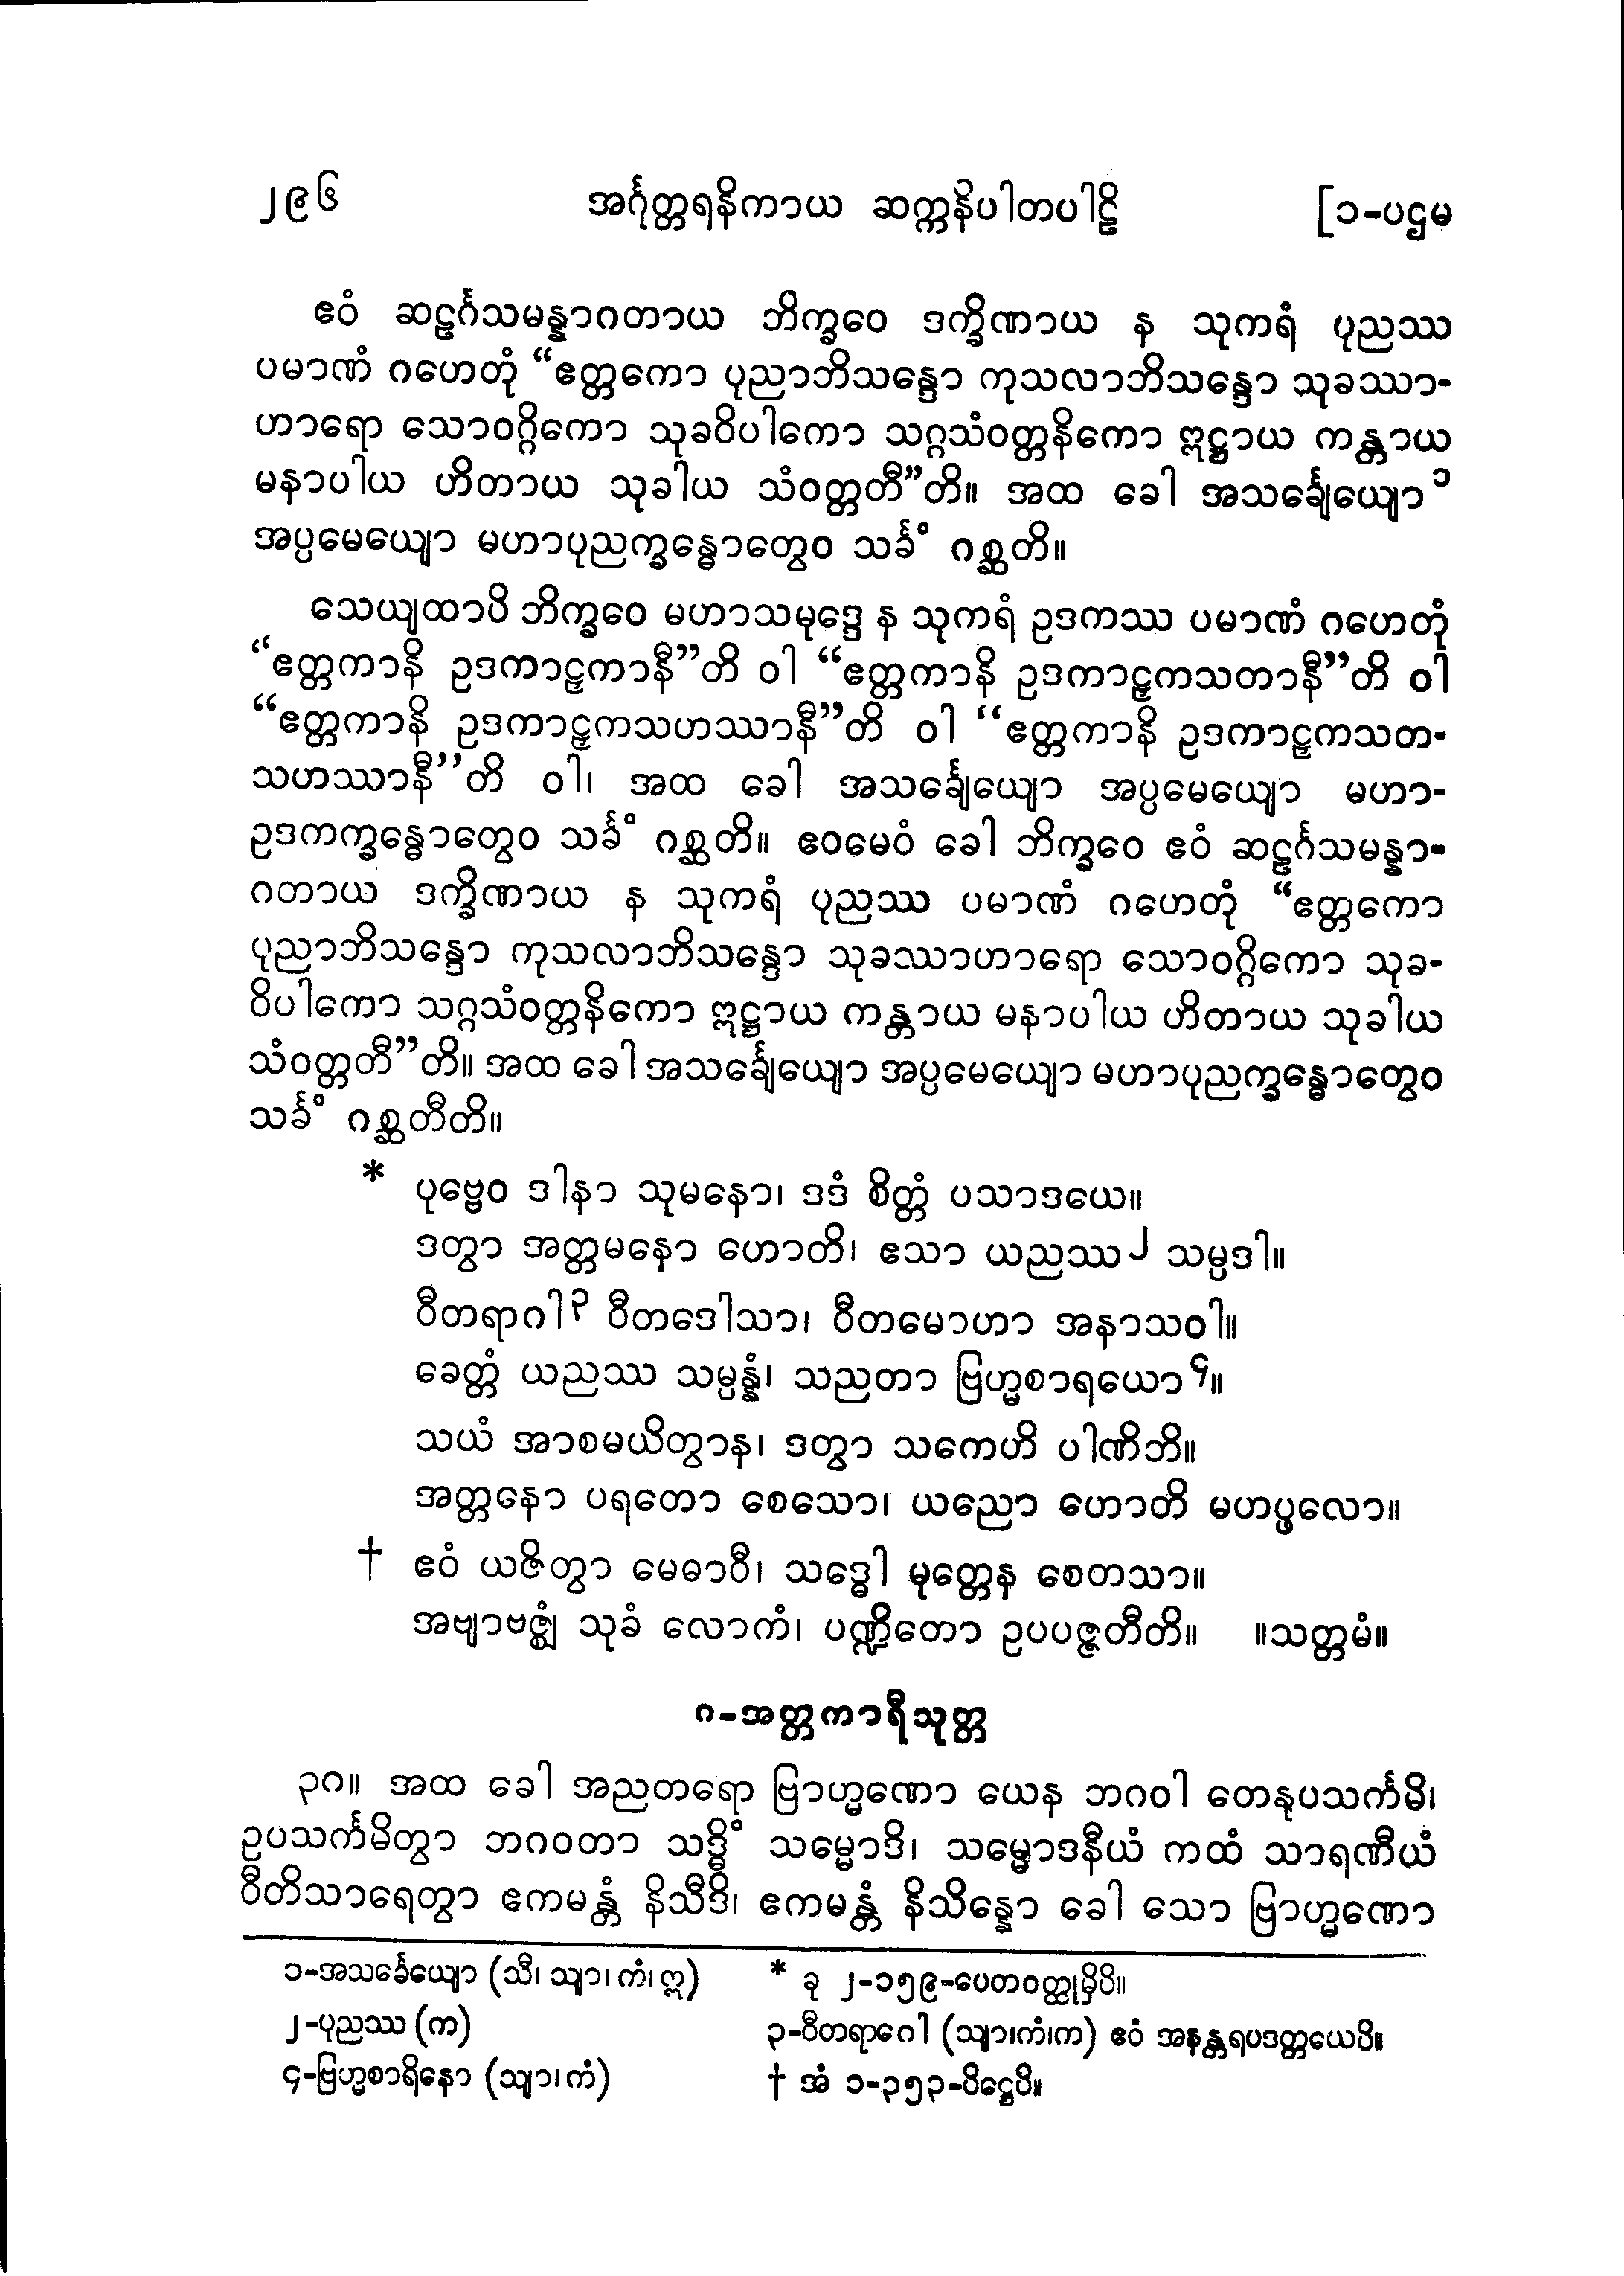 ၂၉၆ အင်္ဂုတ္တရနိကာယ ဆက္ကနိပါတပါဠိ [၁-ပဌမ
ဧဝံ ဆဠင်္ဂသမန္နာဂတာယ ဘိက္ခဝေ ဒက္ခိဏာယ န သုကရံ ပုညဿ
ပမာဏံ ဂဟေတုံ “ဧတ္တကော ပုညာဘိသန္ဒော ကုသလာဘိသန္ဒော သုခဿာ-
ဟာရော သောဝဂ္ဂိကော သုခဝိပါကော သဂ္ဂသံဝတ္တနိကော ဣဋ္ဌာယ ကန္တာယ
မနာပါယ ဟိတာယ သုခါယ သံဝတ္တတီ”တိ။ အထ ခေါ အသင်္ချေယျော၁
အပ္ပမေယျော မဟာပုညက္ခန္ဓောတွေဝ သင်္ခံ ဂစ္ဆတိ။
သေယျထာပိ ဘိက္ခဝေ မဟာသမုဒ္ဒေ န သုကရံ ဥဒကဿ ပမာဏံ ဂဟေတုံ
“ဧတ္တကာနိ ဥဒကာဠှကာနီ”တိ ဝါ “ဧတ္တကာနိ ဥဒကာဠှကသတာနီ”တိ ဝါ
“ဧတ္တကာနိ ဥဒကာဠှကသဟဿာနီ”တိ ဝါ “ဧတ္တကာနိ ဥဒကာဠှကသတ-
သဟဿာနီ”တိ ဝါ၊ အထ ခေါ အသင်္ချေယျော အပ္ပမေယျော မဟာ-
ဥဒကက္ခန္ဓောတွေဝ သင်္ခံ ဂစ္ဆတိ။ ဧဝမေဝံ ခေါ ဘိက္ခဝေ ဧဝံ ဆဠင်္ဂသမန္နာ-
ဂတာယ ဒက္ခိဏာယ န သုကရံ ပုညဿ ပမာဏံ ဂဟေတုံ “ဧတ္တကော
ပုညာဘိသန္ဒော ကုသလာဘိသန္ဒော သုခဿာဟာရော သောဝဂ္ဂိကော သုခ-
ဝိပါကော သဂ္ဂသံဝတ္တနိကော ဣဋ္ဌာယ ကန္တာယ မနာပါယ ဟိတာယ သုခါယ
သံဝတ္တတီ”တိ။ အထ ခေါ အသင်္ချေယျော အပ္ပမေယျော မဟာပုညက္ခန္ဓောတွေဝ
သင်္ခံ ဂစ္ဆတီတိ။
* ပုဗ္ဗေဝ ဒါနာ သုမနော၊ ဒဒံ စိတ္တံ ပသာဒယေ။
ဒတွာ အတ္တမနော ဟောတိ၊ ဧသာ ယညဿ၂ သမ္ပဒါ။
ဝီတရာဂါ၃ ဝီတဒေါသာ၊ ဝီတမောဟာ အနာသဝါ။
ခေတ္တံ ယညဿ သမ္ပန္နံ၊ သညတာ ဗြဟ္မစာရယော၄။
သယံ အာစမယိတွာန၊ ဒတွာ သကေဟိ ပါဏိဘိ။
အတ္တနော ပရတော စေသော၊ ယညော ဟောတိ မဟပ္ဖလော။
† ဧဝံ ယဇိတွာ မေဓာဝီ၊ သဒ္ဓေါ မုတ္တေန စေတသာ။
အဗျာဗဇ္ဈံ သုခံ လောကံ၊ ပဏ္ဍိတော ဥပပဇ္ဇတီတိ။ ။သတ္တမံ။
၈-အတ္တကာရီသုတ္တ
၃၈။ အထ ခေါ အညတရော ဗြာဟ္မဏော ယေန ဘဂဝါ တေနုပသင်္ကမိ၊
ဥပသင်္ကမိတွာ ဘဂဝတာ သဒ္ဓိံ သမ္မောဒိ၊ သမ္မောဒနီယံ ကထံ သာရဏီယံ
ဝီတိသာရေတွာ ဧကမန္တံ နိသီဒိ၊ ဧကမန္တံ နိသိန္နော ခေါ သော ဗြာဟ္မဏော
၁-အသင်္ခေယျော (သီ၊ သျာ၊ ကံ၊ ဣ) * ခု ၂-၁၅၉-ပေတဝတ္ထုမှိပိ။
၂-ပုညဿ (က) ၃-ဝီတရာဂေါ (သျာ၊ကံ၊က) ဧဝံ အနန္တရပဒတ္တယေပိ။
၄-ဗြဟ္မစာရိနော (သျာ၊ ကံ) † အံ ၁-၃၅၃-ပိဋ္ဌေပိ။